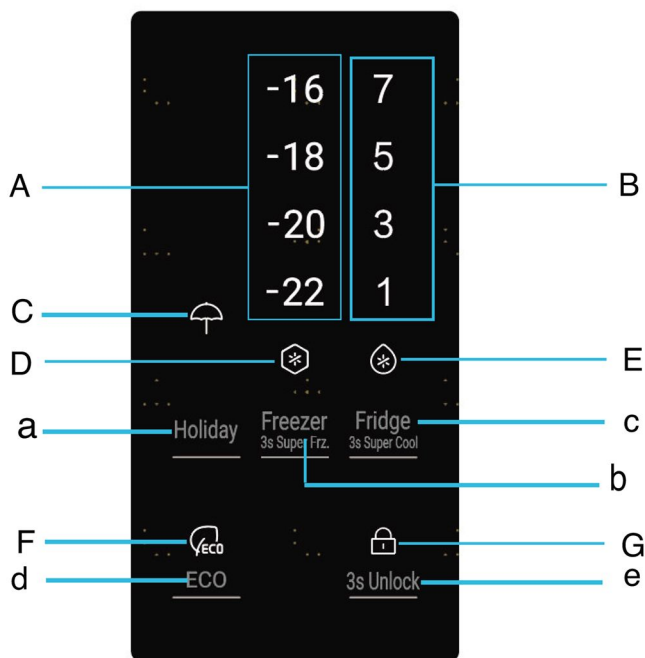 -16 7
A -18 5 B
-20 3
C -22 1
D E
a Holiday Freezer Fridge c
3s Super Frz. 3s Super Cool
b
F ECO G
d ECO 3s Unlock e